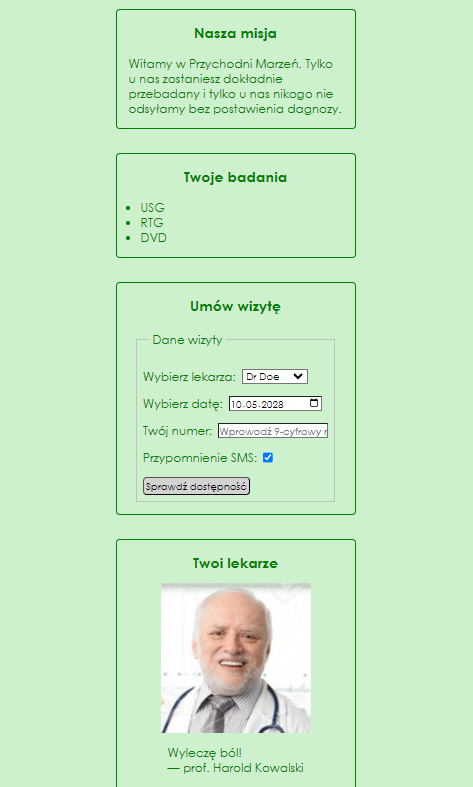 Nasza misja
Witamy w Przychodni Marzeń. Tylko
u nas zostaniesz dokładnie
przebadany i tylko u nas nikogo nie
odsyłamy bez postawienia dagnozy.
Twoje badania
USG
RTG
DVD
Umów wizytę
Dane wizyty
Wybierz lekarza: Dr Doe
Wybierz datę: 10-05-2028
Twój numer: Wprowadź 9-cyfrowy r
Przypomnienie SMS:
Sprawdź dostępność
Twoi lekarze
Wyleczę ból!
— prof. Harold Kowalski